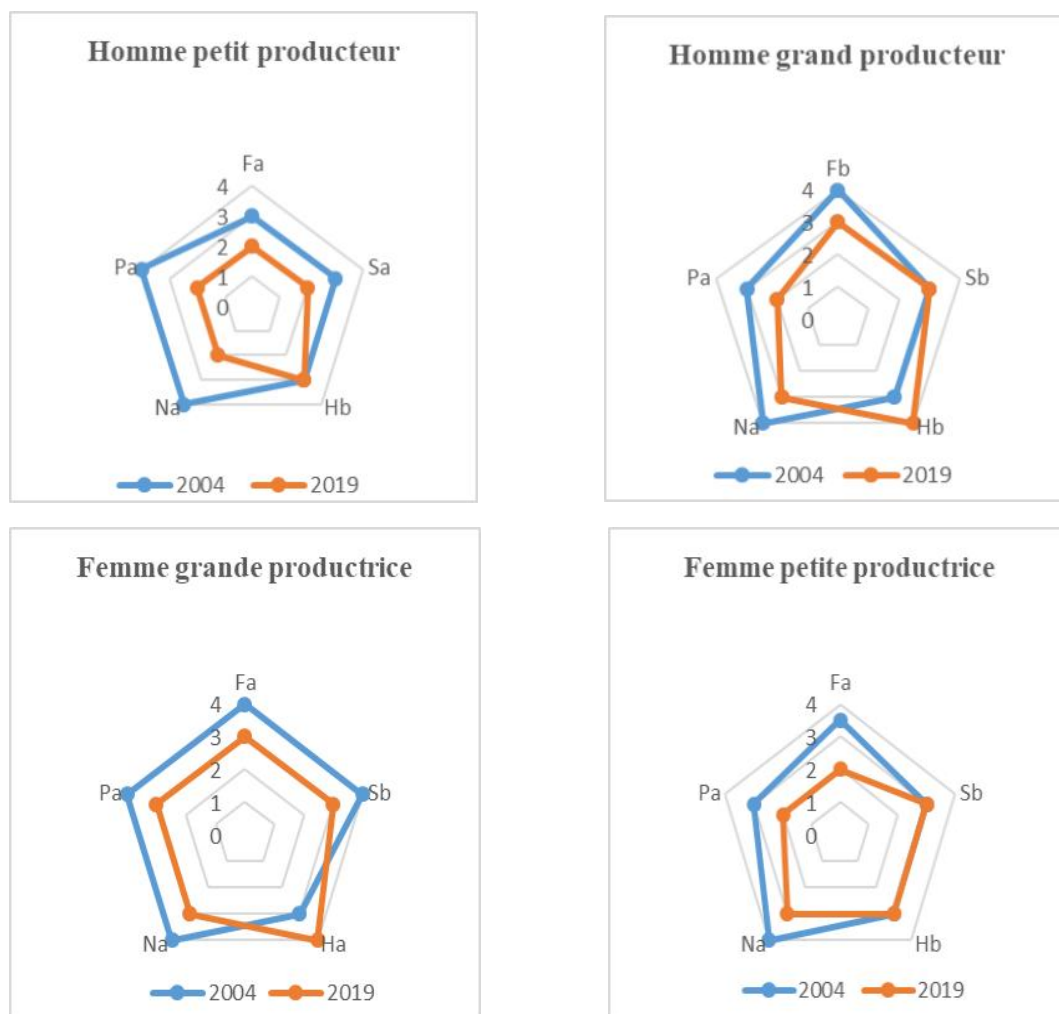 Homme petit producteur
Fa
4
3
2
1
0
Pa
Sa
Na
Hb
2004 2019
Homme grand producteur
Fb
4
3
2
1
0
Pa
Sb
Na
Hb
2004 2019
Femme grande productrice
Fa
4
3
2
1
0
Pa
Sb
Na
Ha
2004 2019
Femme petite productrice
Fa
4
3
2
1
0
Pa
Sb
Na
Hb
2004 2019